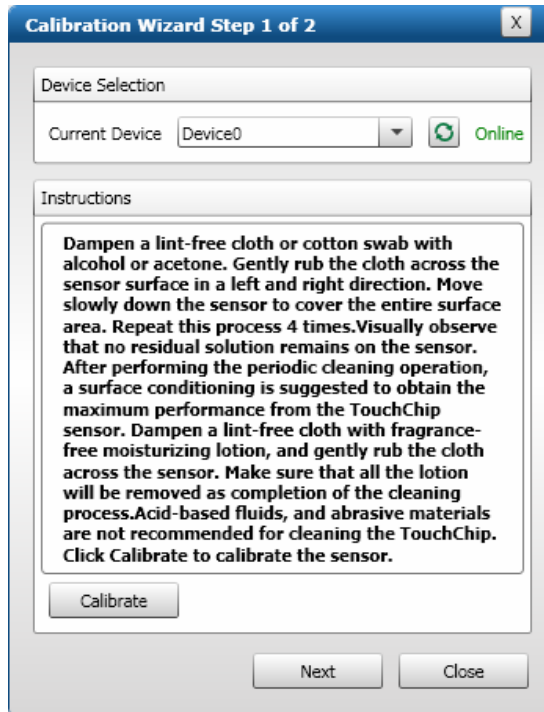 Calibration Wizard Step 1 of 2
X
Device Selection
Current Device
Device0
Online
Instructions
Dampen a lint-free cloth or cotton swab with
alcohol or acetone. Gently rub the cloth across the
sensor surface in a left and right direction. Move
slowly down the sensor to cover the entire surface
area. Repeat this process 4 times.Visually observe
that no residual solution remains on the sensor.
After performing the periodic cleaning operation,
a surface conditioning is suggested to obtain the
maximum performance from the TouchChip
sensor. Dampen a lint-free cloth with fragrance-
free moisturizing lotion, and gently rub the cloth
across the sensor. Make sure that all the lotion
will be removed as completion of the cleaning
process.Acid-based fluids, and abrasive materials
are not recommended for cleaning the TouchChip.
Click Calibrate to calibrate the sensor.
Calibrate
Next
Close